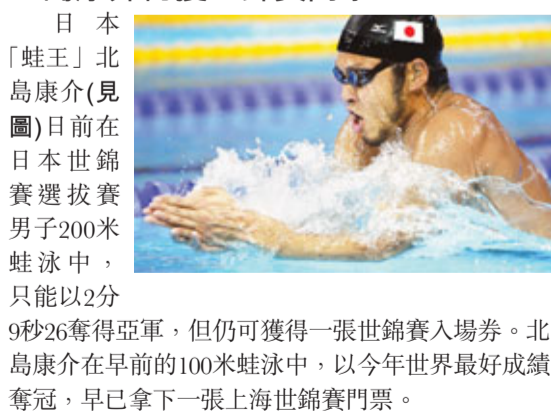 日本
「蛙王」北
島康介(見
圖)日前在
日本世錦
賽選拔賽
男子200米
蛙泳中，
只能以2分
9秒26奪得亞軍，但仍可獲得一張世錦賽入場券。北
島康介在早前的100米蛙泳中，以今年世界最好成績
奪冠，早已拿下一張上海世錦賽門票。